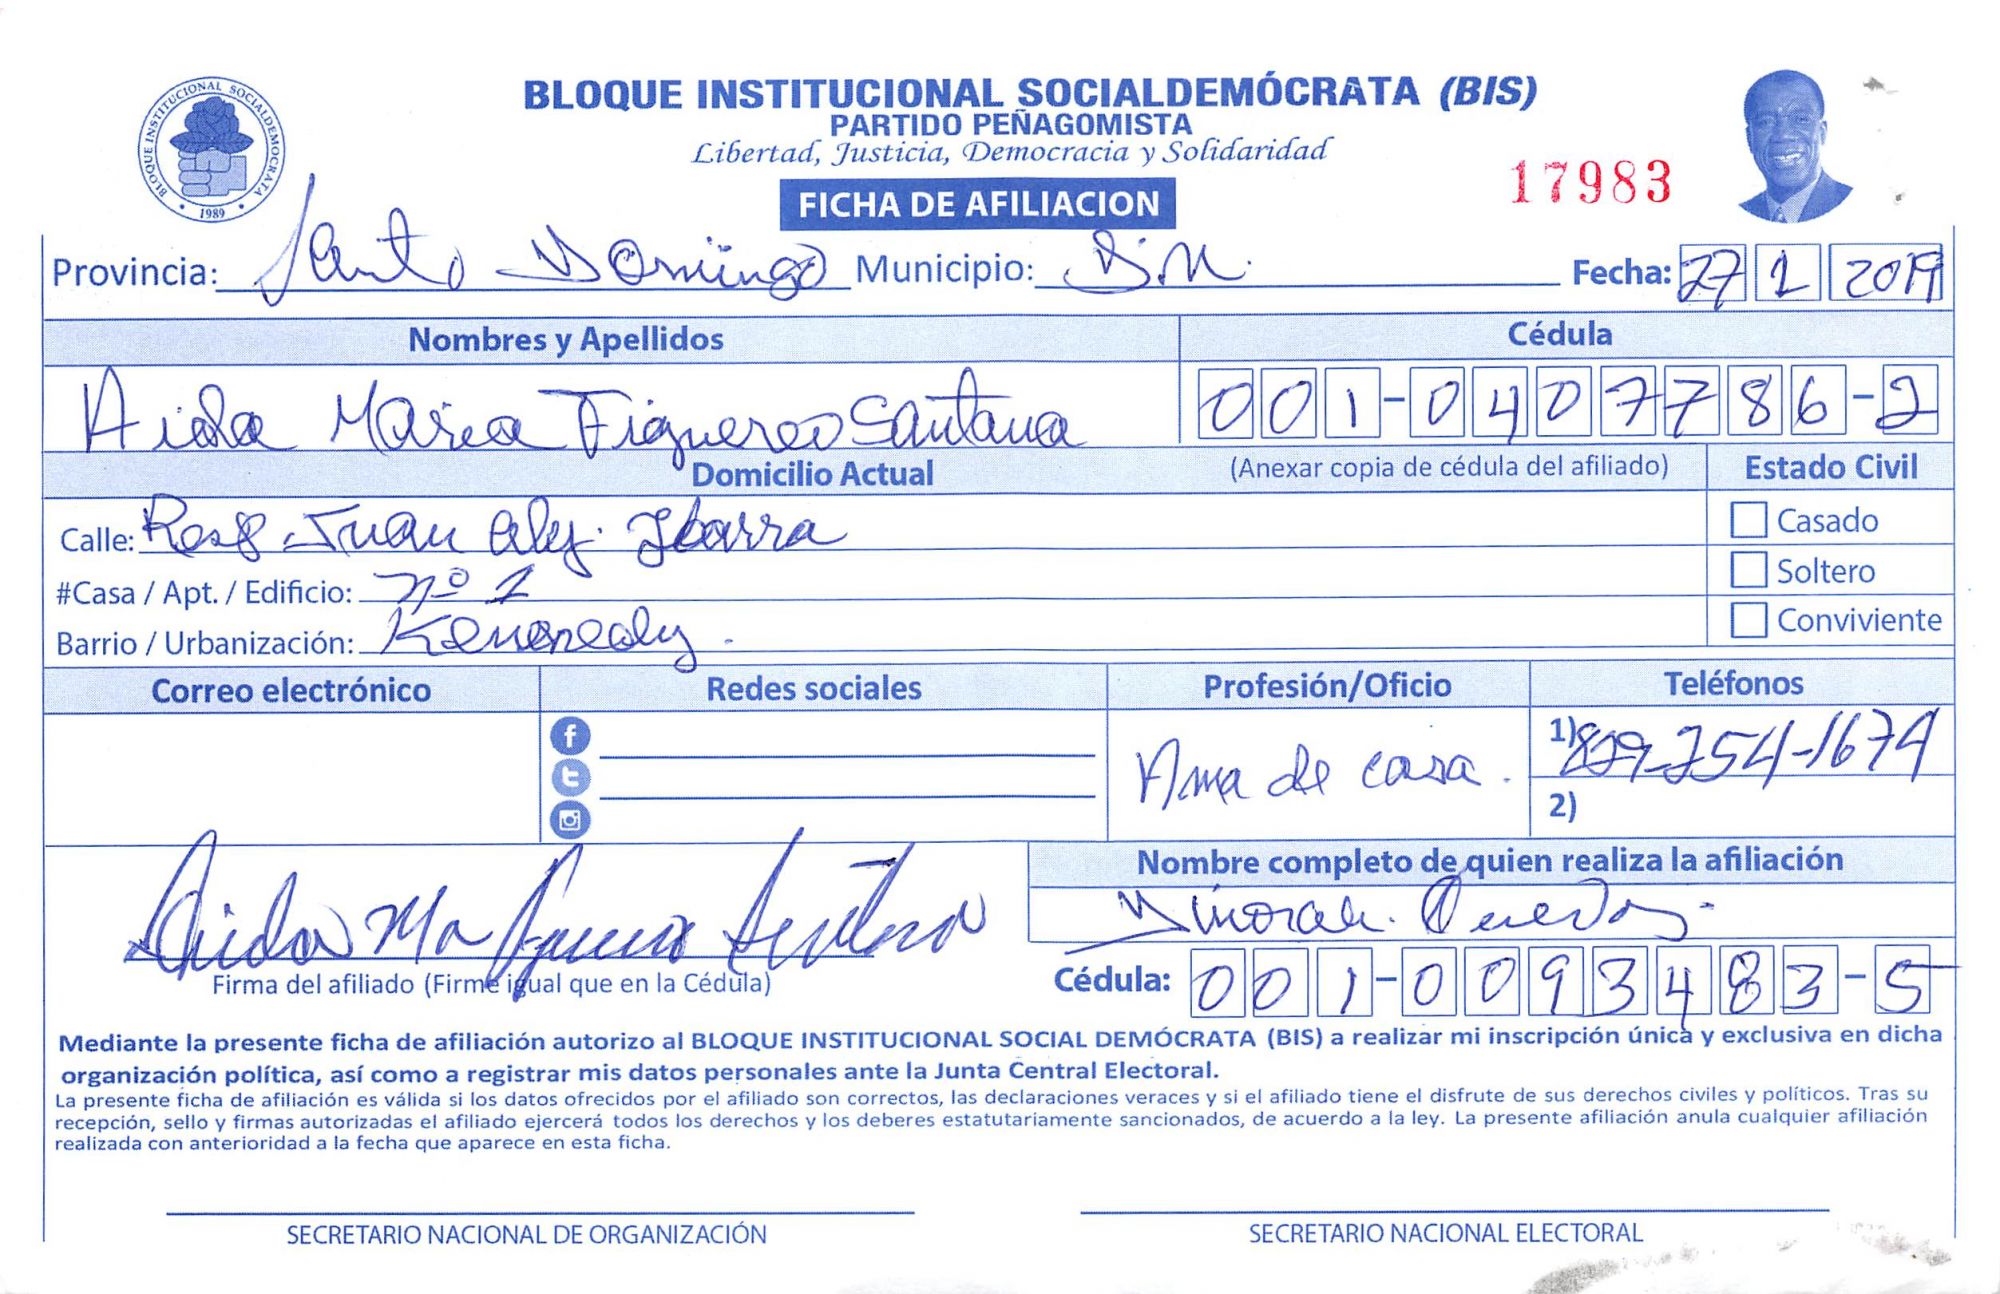 BLOQUE INSTITUCIONAL SOCIALDEMÓCRATA (BIS)
PARTIDO PEÑAGOMISTA
Libertad, Justicia, Democracia y Solidaridad
BLOQUE INSTITUCIONAL SOCIALDEMOCRATA
1989
17983
FICHA DE AFILIACION
Provincia: Santo Domingo Municipio: D.N. Fecha: 27 1 2019
Nombres y Apellidos Cédula
Aida Maria Figuereo Santana 001-0407786-2
Domicilio Actual (Anexar copia de cédula del afiliado) Estado Civil
Calle: Juan Ibarra Casado
#Casa / Apt. / Edificio: nº 1 Soltero
Barrio / Urbanización: Kennedy. Conviviente
Correo electrónico Redes sociales Profesión/Oficio Teléfonos
Ama de casa. 1) 829-254-1674
2)
Nombre completo de quien realiza la afiliación
Aida Ma Santana Dinorah.
Firma del afiliado (Firme igual que en la Cédula) Cédula: 001-0093483-5
Mediante la presente ficha de afiliación autorizo al BLOQUE INSTITUCIONAL SOCIAL DEMÓCRATA (BIS) a realizar mi inscripción única y exclusiva en dicha
organización política, así como a registrar mis datos personales ante la Junta Central Electoral.
La presente ficha de afiliación es válida si los datos ofrecidos por el afiliado son correctos, las declaraciones veraces y si el afiliado tiene el disfrute de sus derechos civiles y políticos. Tras su
recepción, sello y firmas autorizadas el afiliado ejercerá todos los derechos y los deberes estatutariamente sancionados, de acuerdo a la ley. La presente afiliación anula cualquier afiliación
realizada con anterioridad a la fecha que aparece en esta ficha.
SECRETARIO NACIONAL DE ORGANIZACIÓN SECRETARIO NACIONAL ELECTORAL